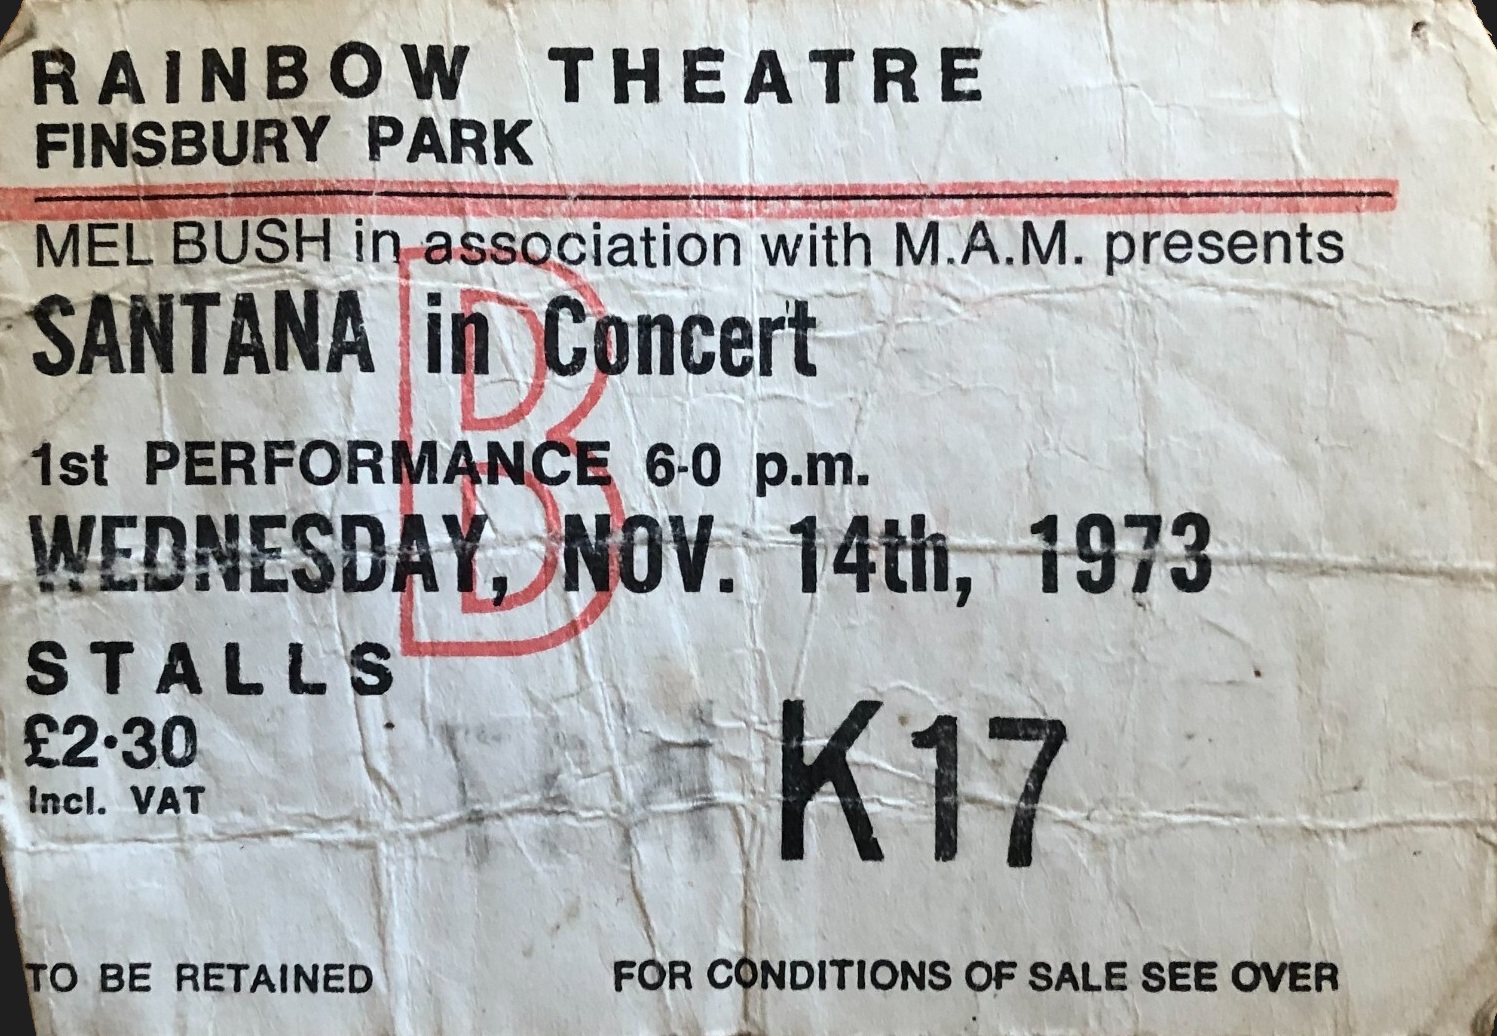 RAINBOW THEATRE
FINSBURY PARK
MEL BUSH in association with M.A.M. presents
SANTANA in Concert
1st PERFORMANCE 6-0 p.m.
WEDNESDAY, NOV. 14th, 1973
B
STALLS
£2·30
Incl. VAT
K17
TO BE RETAINED
FOR CONDITIONS OF SALE SEE OVER